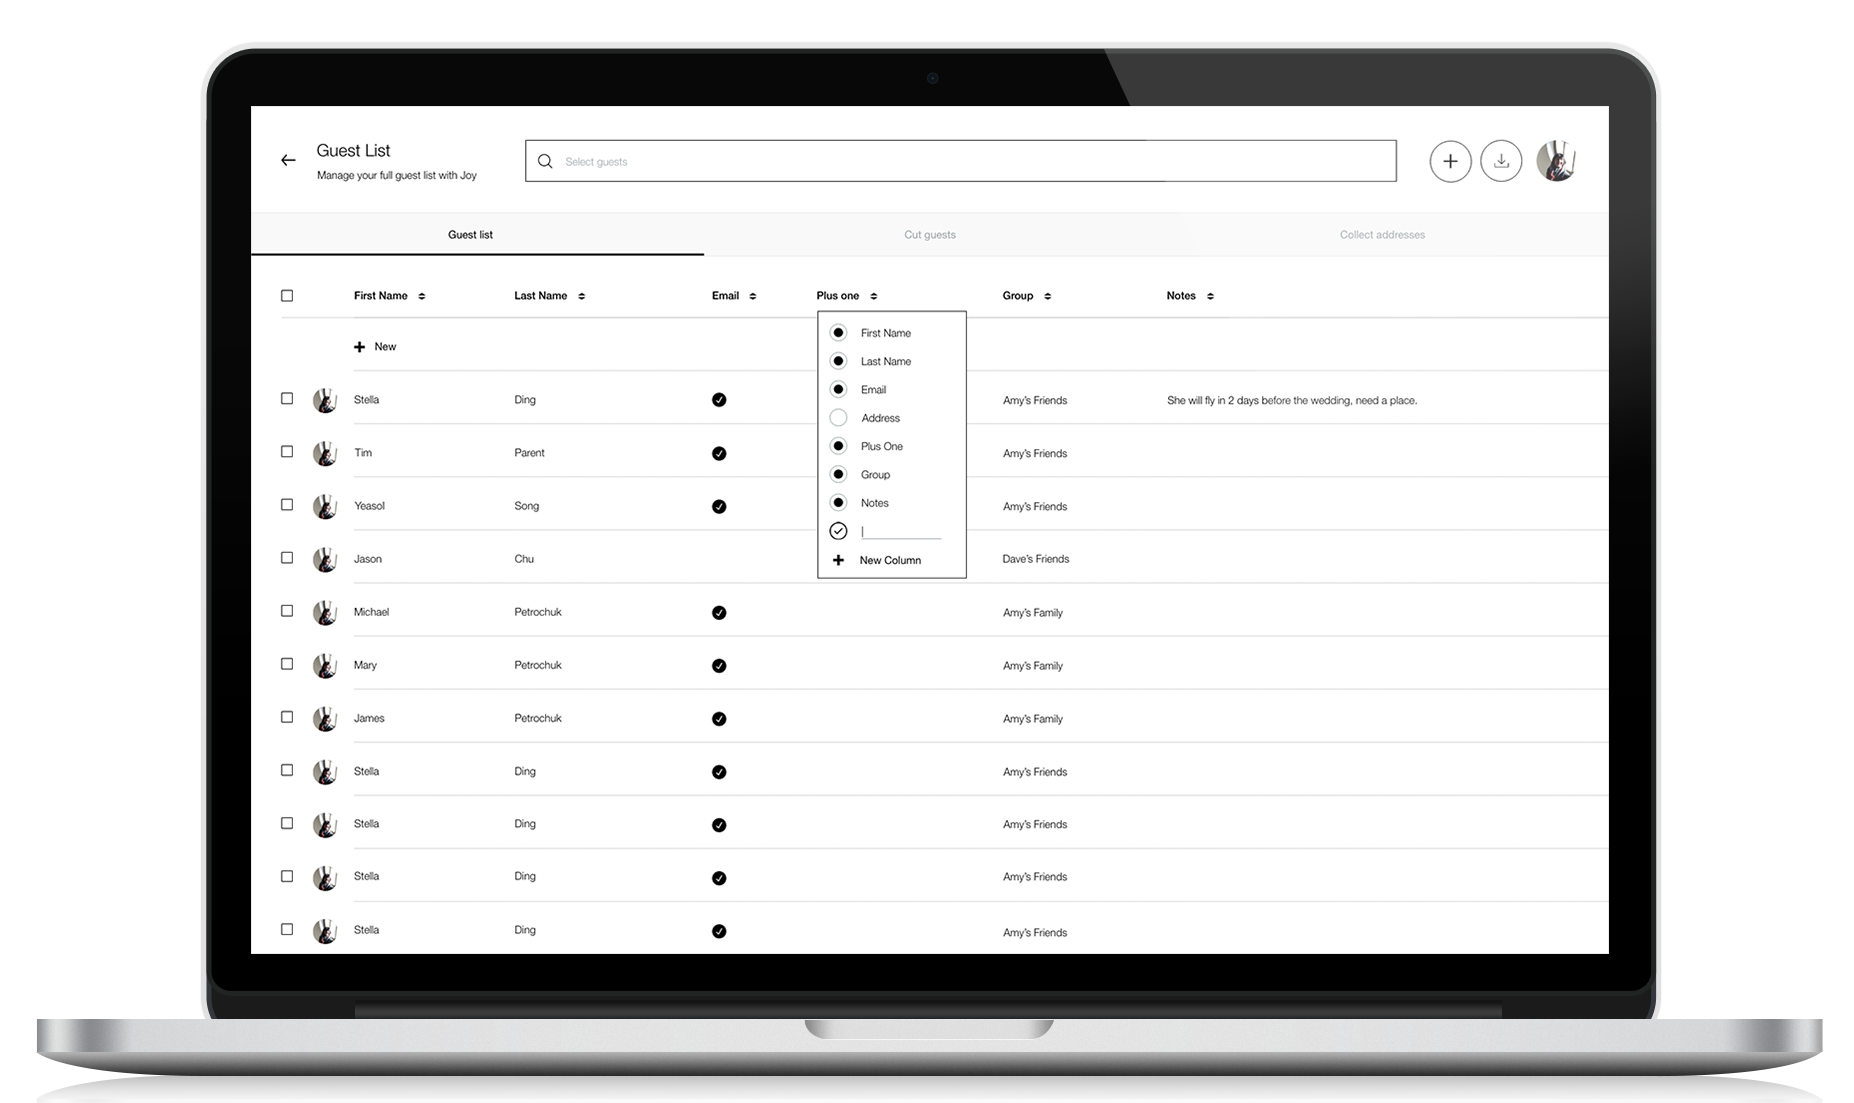 Guest List
Manage your full guest list with Joy
Select guests
Guest list
Cut guests
Collect addresses
First Name
Last Name
Email
Plus one
Group
Notes
New
First Name
Last Name
Email
Address
Plus One
Group
Notes
New Column
Stella Ding Amy's Friends She will fly in 2 days before the wedding, need a place.
Tim Parent Amy's Friends
Yeasol Song Amy's Friends
Jason Chu Dave's Friends
Michael Petrochuk Amy's Family
Mary Petrochuk Amy's Family
James Petrochuk Amy's Family
Stella Ding Amy's Friends
Stella Ding Amy's Friends
Stella Ding Amy's Friends
Stella Ding Amy's Friends